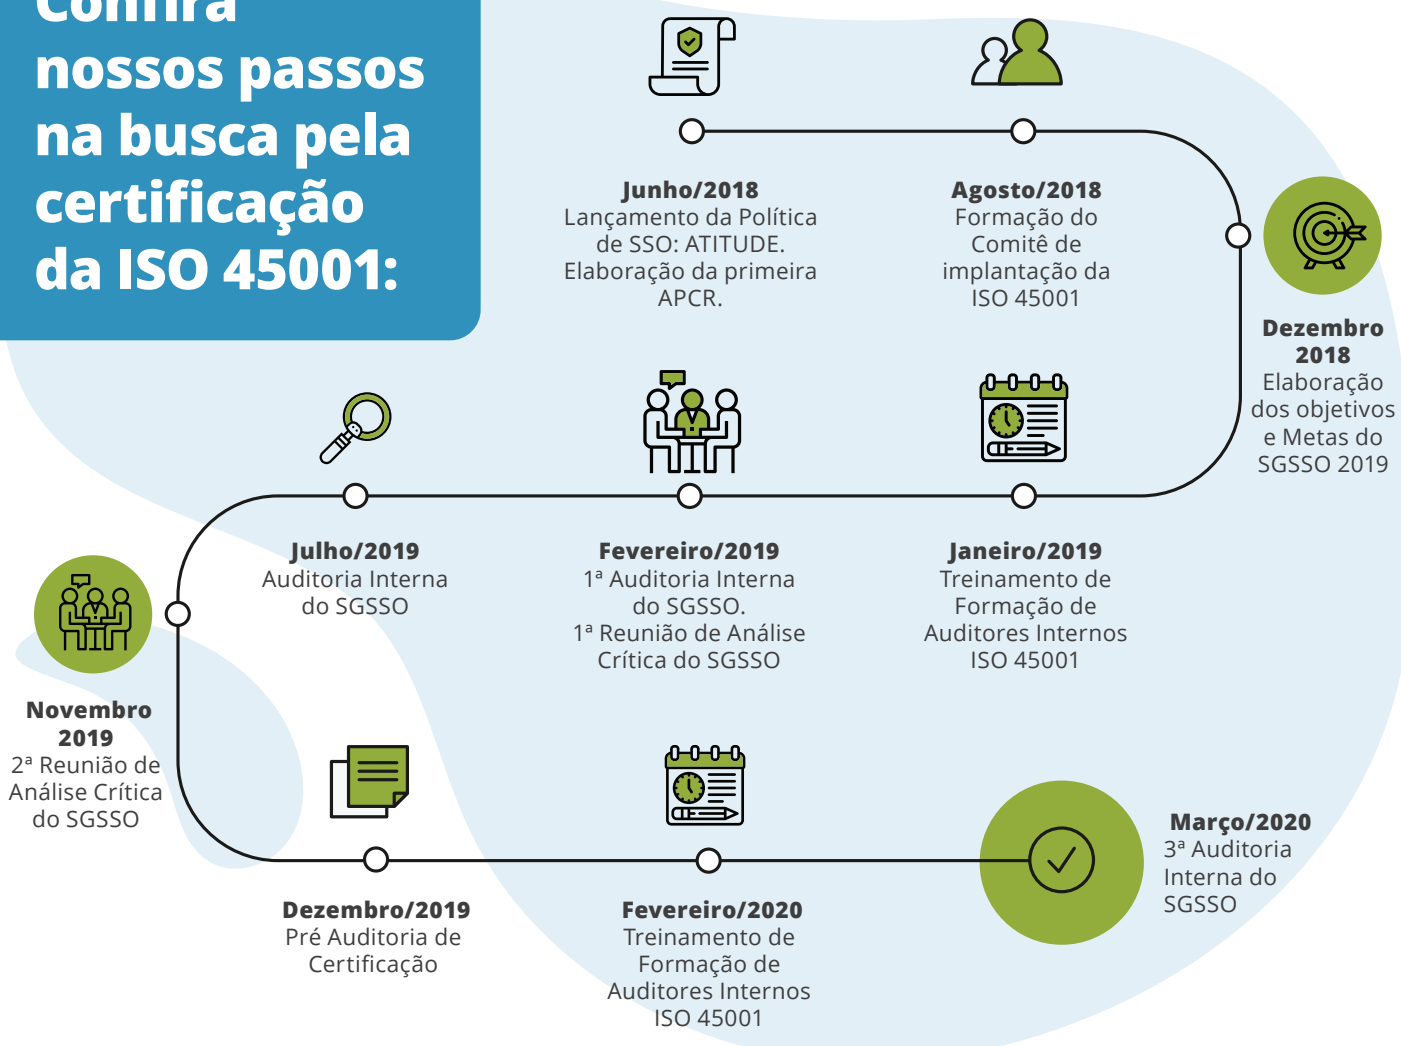 Confira
nossos passos
na busca pela
certificação
da ISO 45001:
Junho/2018
Lançamento da Política
de SSO: ATITUDE.
Elaboração da primeira
APCR.
Agosto/2018
Formação do
Comitê de
implantação da
ISO 45001
Dezembro
2018
Elaboração
dos objetivos
e Metas do
SGSSO 2019
Janeiro/2019
Treinamento de
Formação de
Auditores Internos
ISO 45001
Fevereiro/2019
1ª Auditoria Interna
do SGSSO.
1ª Reunião de Análise
Crítica do SGSSO
Julho/2019
Auditoria Interna
do SGSSO
Novembro
2019
2ª Reunião de
Análise Crítica
do SGSSO
Dezembro/2019
Pré Auditoria de
Certificação
Fevereiro/2020
Treinamento de
Formação de
Auditores Internos
ISO 45001
Março/2020
3ª Auditoria
Interna do
SGSSO